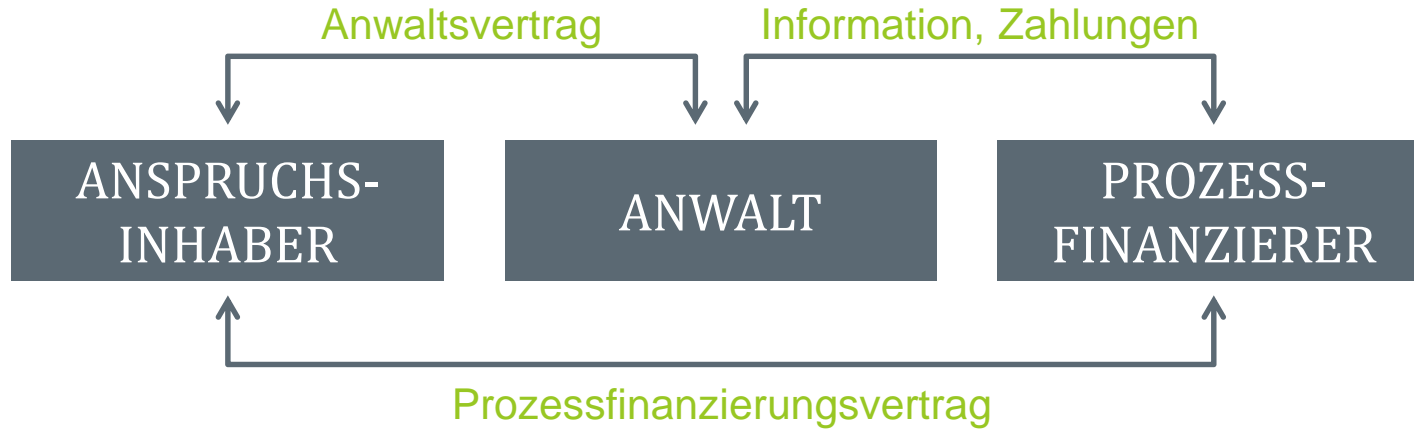 Anwaltsvertrag
Information, Zahlungen
ANSPRUCHS-
INHABER
ANWALT
PROZESS-
FINANZIERER
Prozessfinanzierungsvertrag